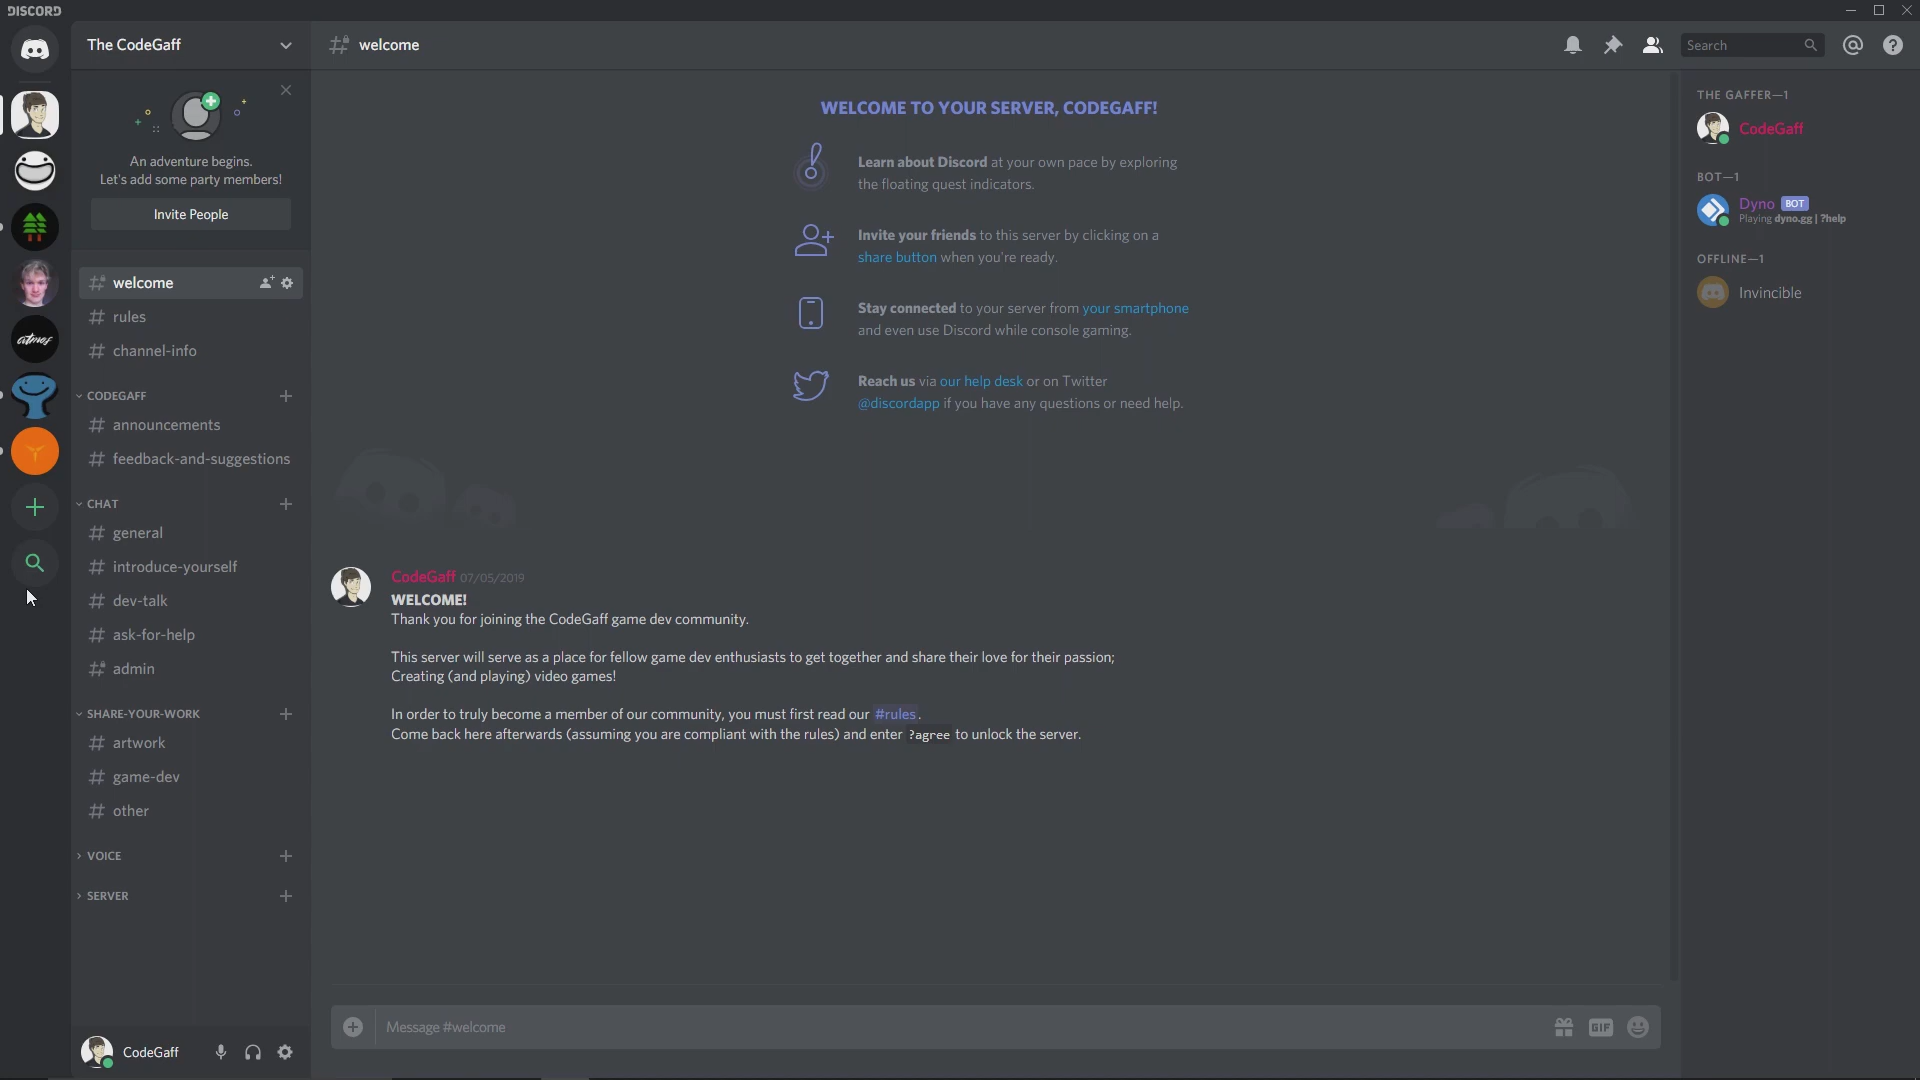 DISCORD
The CodeGaff
welcome
Search
An adventure begins.
Let's add some party members!
Invite People
welcome
rules
channel-info
CODEGAFF
announcements
feedback-and-suggestions
CHAT
general
introduce-yourself
dev-talk
ask-for-help
admin
SHARE-YOUR-WORK
artwork
game-dev
other
VOICE
SERVER
CodeGaff
WELCOME TO YOUR SERVER, CODEGAFF!
Learn about Discord at your own pace by exploring
the floating quest indicators.
Invite your friends to this server by clicking on a
share button when you're ready.
Stay connected to your server from your smartphone
and even use Discord while console gaming.
Reach us via our help desk or on Twitter
@discordapp if you have any questions or need help.
CodeGaff 07/05/2019
WELCOME!
Thank you for joining the CodeGaff game dev community.
This server will serve as a place for fellow game dev enthusiasts to get together and share their love for their passion;
Creating (and playing) video games!
In order to truly become a member of our community, you must first read our #rules.
Come back here afterwards (assuming you are compliant with the rules) and enter ?agree to unlock the server.
Message #welcome
GIF
THE GAFFER—1
CodeGaff
BOT—1
Dyno BOT
Playing dyno.gg | ?help
OFFLINE—1
Invincible